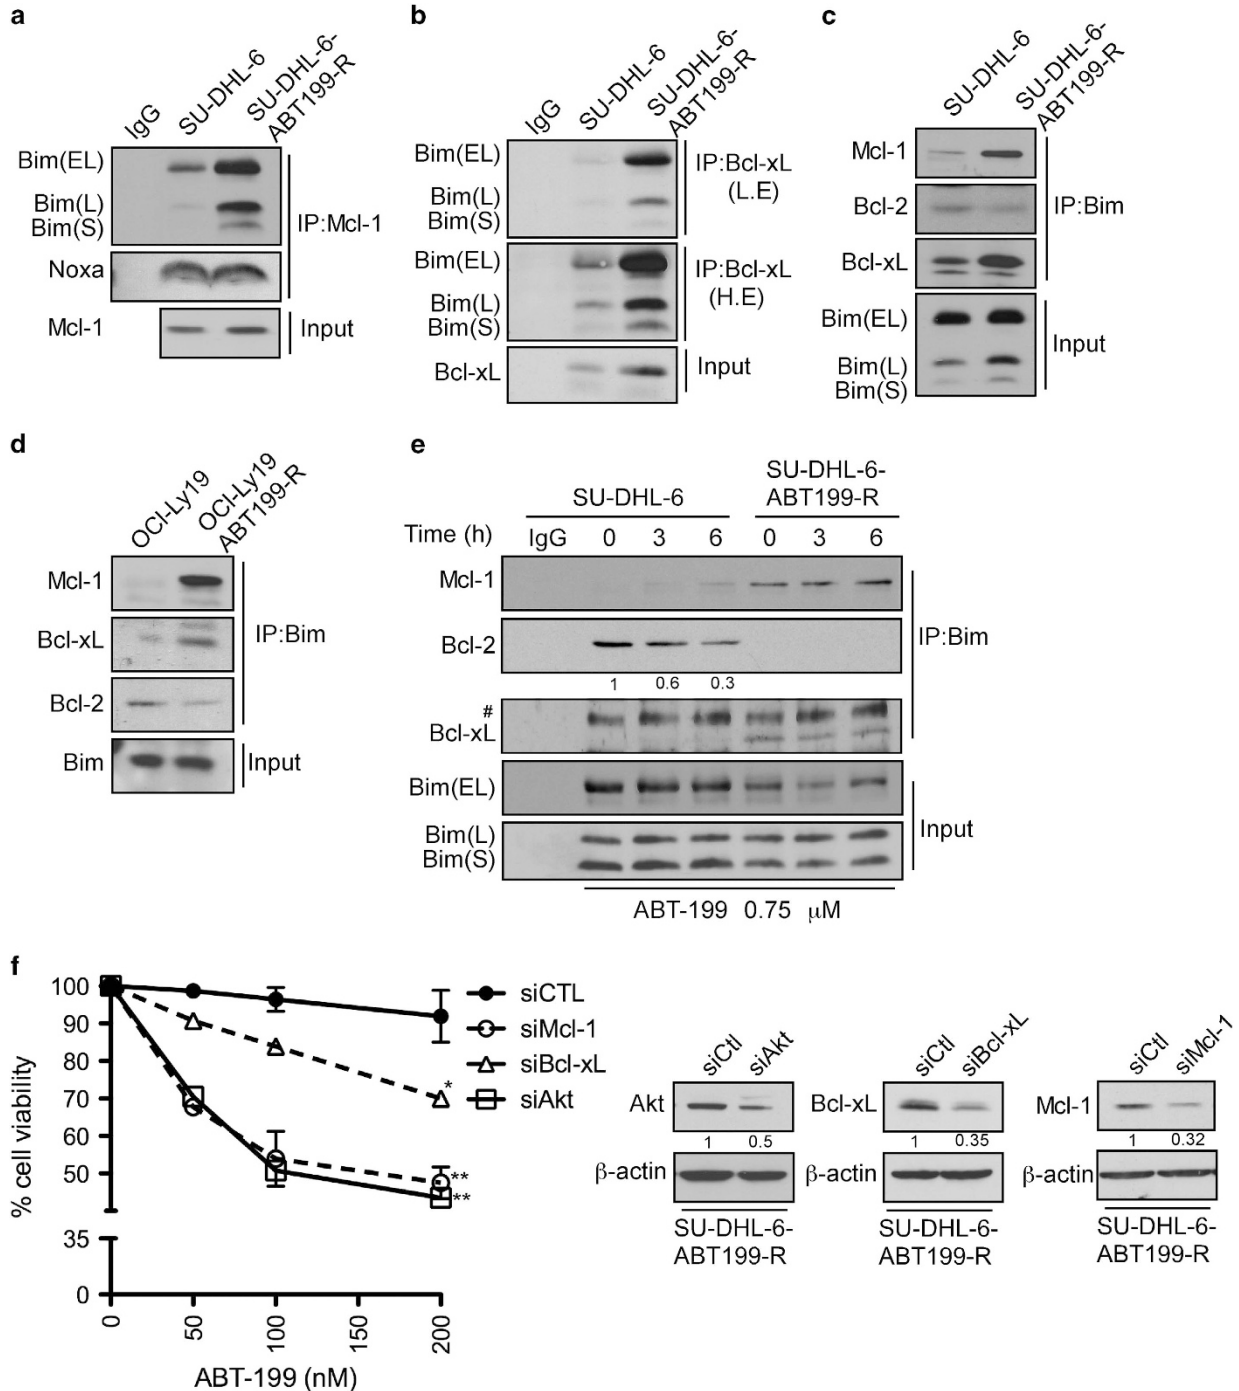 a
IgG
SU-DHL-6
SU-DHL-6-
ABT199-R
Bim(EL)
Bim(L)
Bim(S)
IP:Mcl-1
Noxa
Mcl-1
Input
b
IgG
SU-DHL-6
SU-DHL-6-
ABT199-R
Bim(EL)
Bim(L)
Bim(S)
IP:Bcl-xL
(L.E)
Bim(EL)
Bim(L)
Bim(S)
IP:Bcl-xL
(H.E)
Bcl-xL
Input
c
SU-DHL-6
SU-DHL-6-
ABT199-R
Mcl-1
Bcl-2
IP:Bim
Bcl-xL
Bim(EL)
Bim(L)
Bim(S)
Input
d
OCI-Ly19
OCI-Ly19
ABT199-R
Mcl-1
Bcl-xL
IP:Bim
Bcl-2
Bim
Input
e
SU-DHL-6
SU-DHL-6-
ABT199-R
Time (h) IgG 0 3 6 0 3 6
Mcl-1
Bcl-2
IP:Bim
1 0.6 0.3
#
Bcl-xL
Bim(EL)
Bim(L)
Bim(S)
Input
ABT-199 0.75 μM
f
% cell viability
100
90
80
70
60
50
35
0
0 50 100 150 200
ABT-199 (nM)
siCTL
siMcl-1
siBcl-xL
siAkt
*
**
**
siCtl siAkt
Akt
1 0.5
β-actin
SU-DHL-6-
ABT199-R
siCtl siBcl-xL
Bcl-xL
1 0.35
β-actin
SU-DHL-6-
ABT199-R
siCtl siMcl-1
Mcl-1
1 0.32
β-actin
SU-DHL-6-
ABT199-R